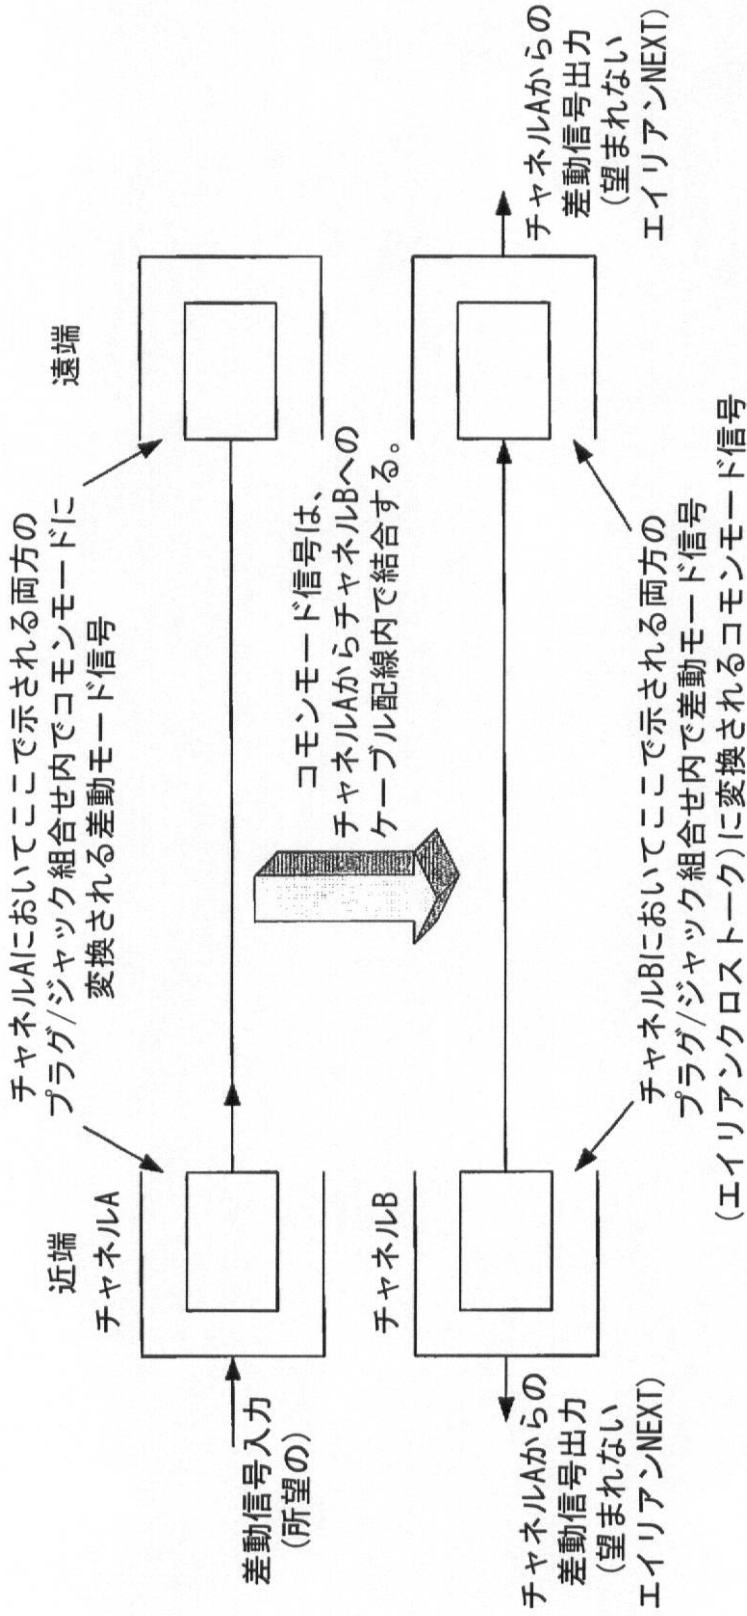 チャネルAにおいてここで示される両方の
プラグ/ジャック組合せ内でコモンモードに
変換される差動モード信号
近端
遠端
チャネルA
差動信号入力
(所望の)
コモンモード信号は、
チャネルAからチャネルBへの
ケーブル配線内で結合する。
チャネルB
チャネルAからの
差動信号出力
(望まれない
エイリアンNEXT)
チャネルAからの
差動信号出力
(望まれない
エイリアンNEXT)
チャネルBにおいてここで示される両方の
プラグ/ジャック組合せ内で差動モード信号
(エイリアンクロストーク)に変換されるコモンモード信号